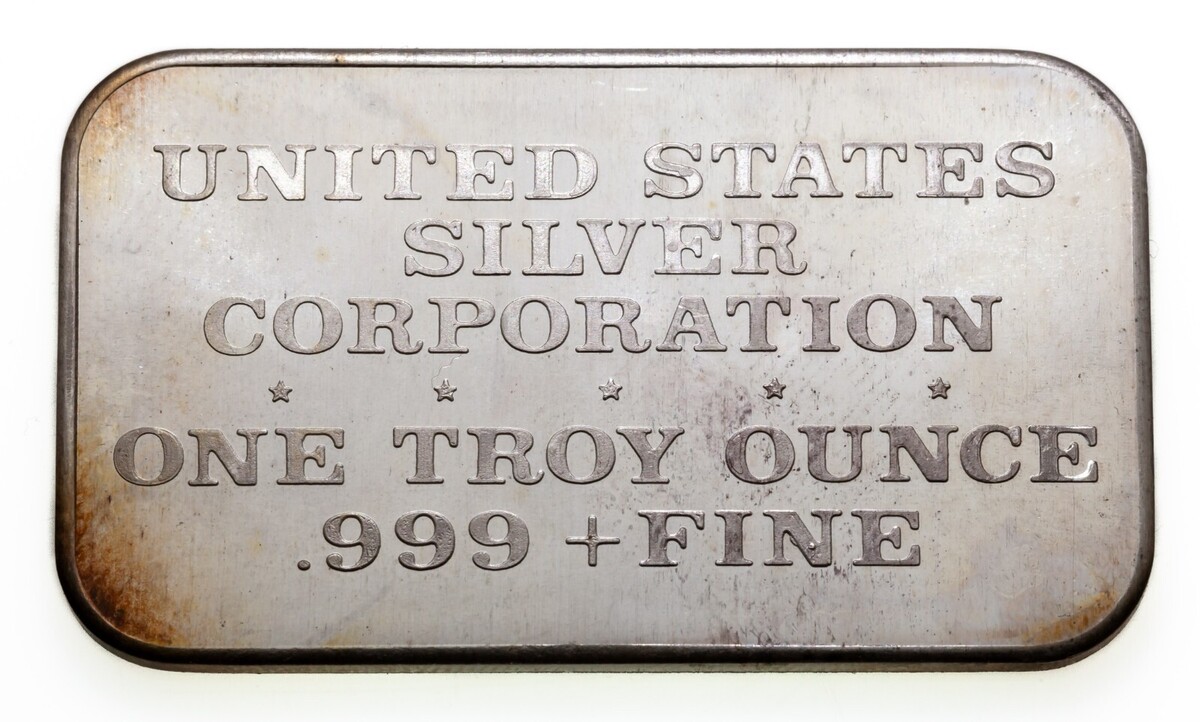 UNITED STATES
SILVER
CORPORATION
ONE TROY OUNCE
.999 + FINE